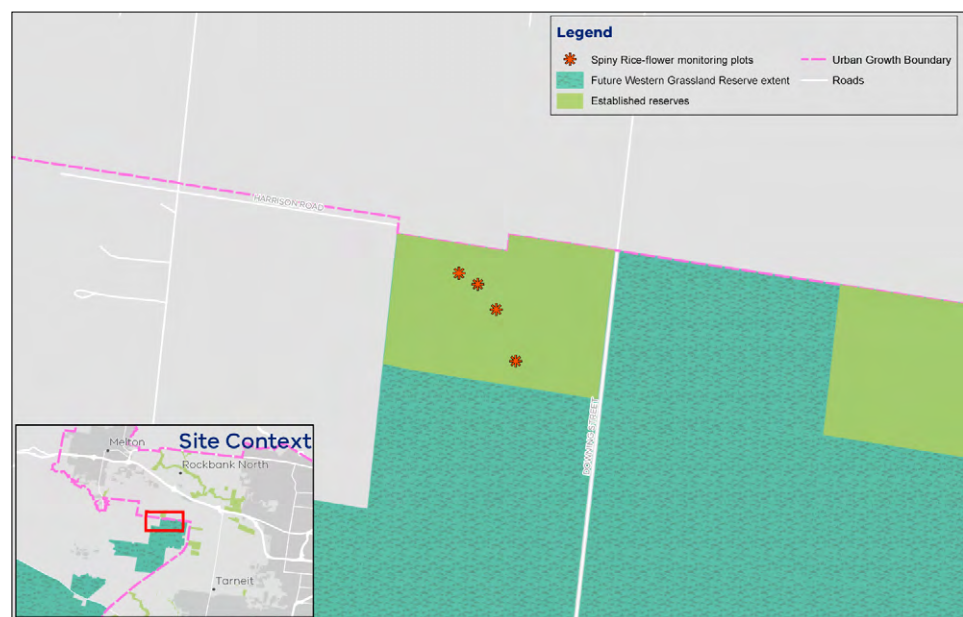 Legend
Spiny Rice-flower monitoring plots
Future Western Grassland Reserve extent
Established reserves
Urban Growth Boundary
Roads
HARRISON ROAD
STREET
Site Context
Melton
Rockbank North
Tarneit